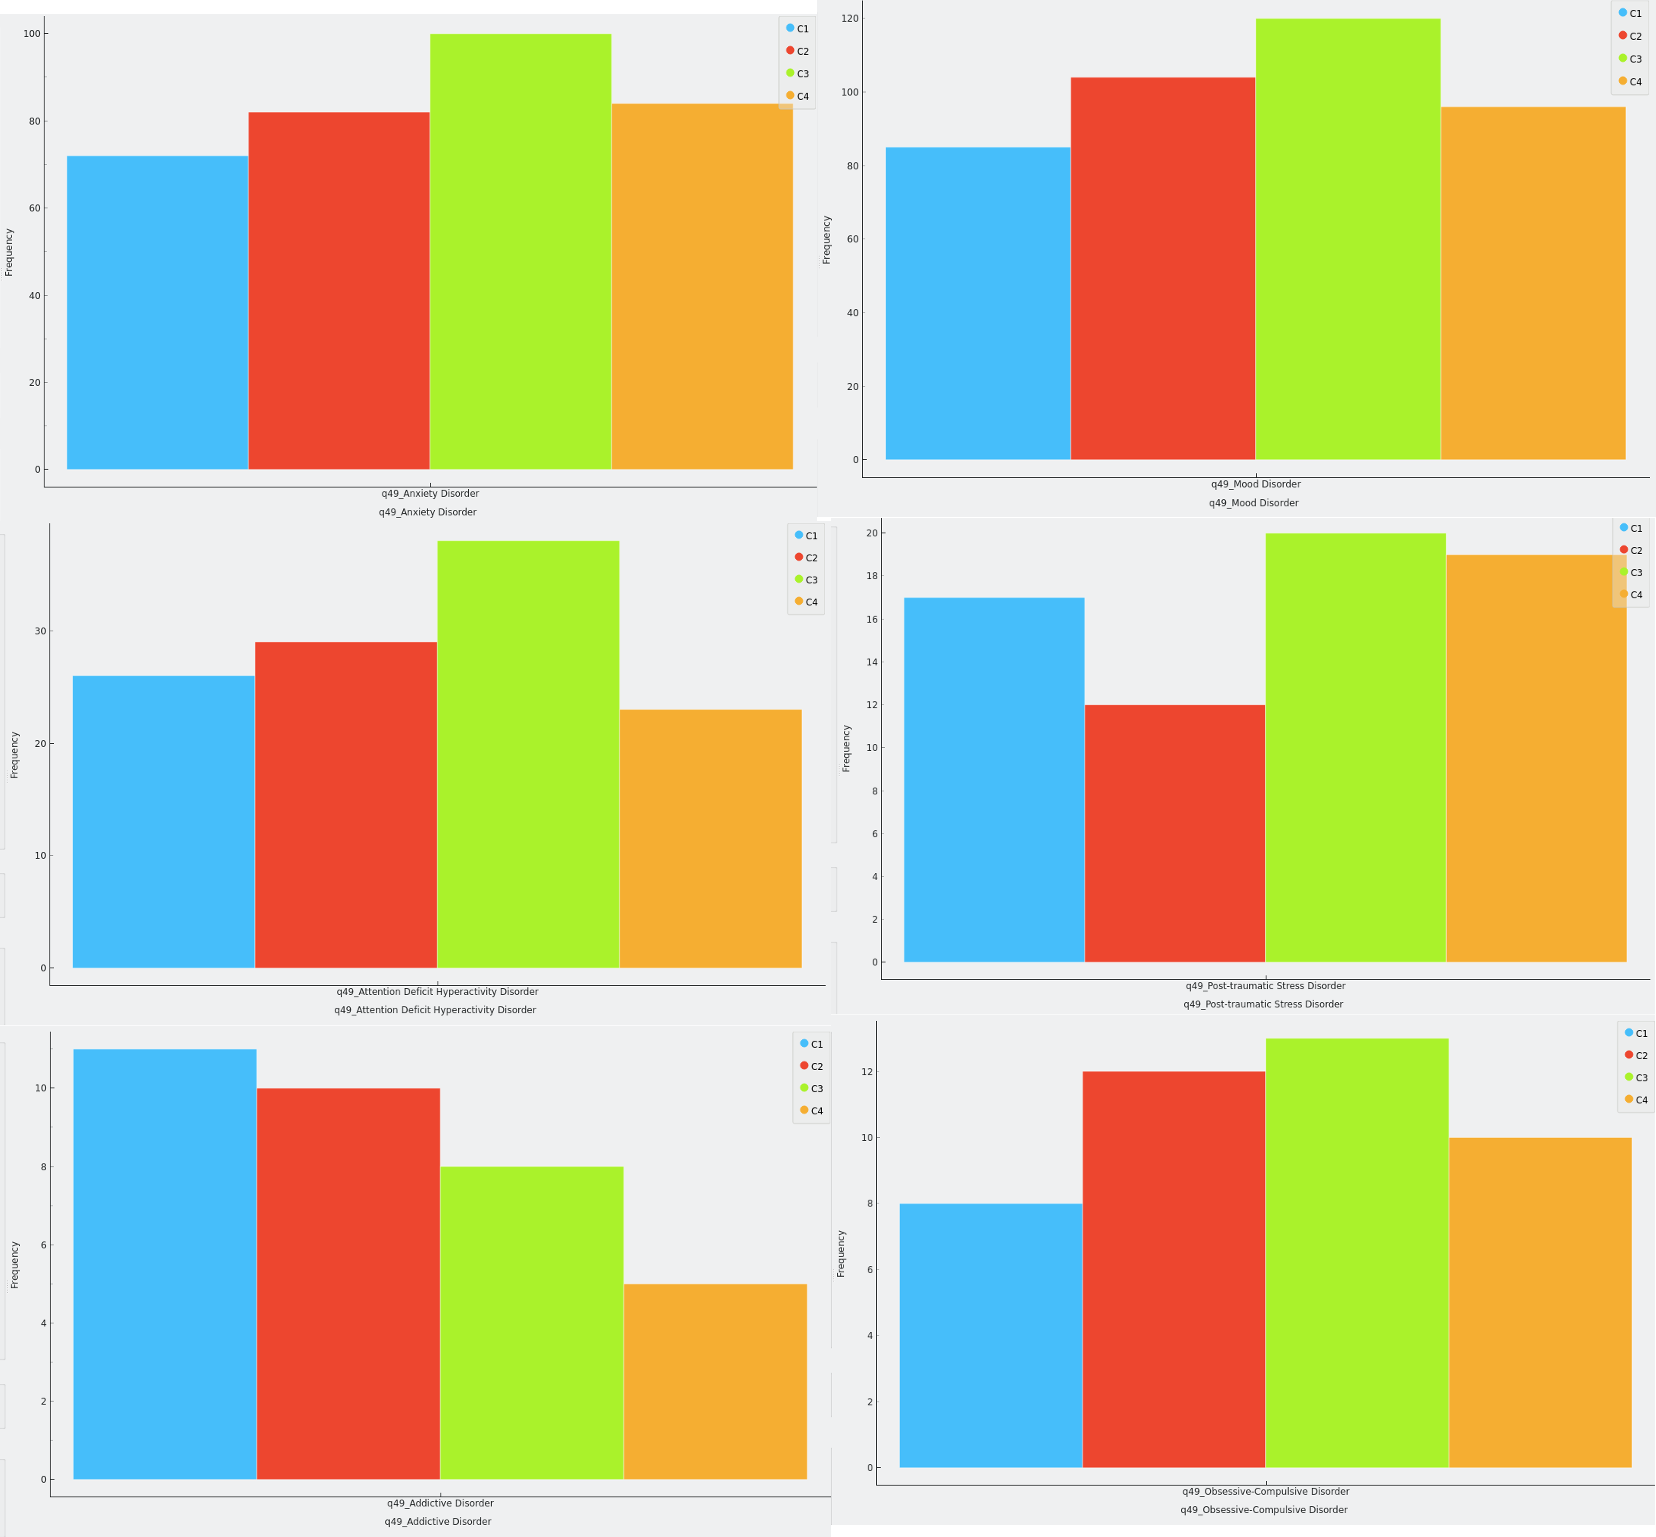 100
80
60
40
20
0
Frequency
C1
C2
C3
C4
q49_Anxiety Disorder
q49_Anxiety Disorder
120
100
80
60
40
20
0
Frequency
C1
C2
C3
C4
q49_Mood Disorder
q49_Mood Disorder
30
20
10
0
Frequency
C1
C2
C3
C4
q49_Attention Deficit Hyperactivity Disorder
q49_Attention Deficit Hyperactivity Disorder
20
18
16
14
12
10
8
6
4
2
0
Frequency
C1
C2
C3
C4
q49_Post-traumatic Stress Disorder
q49_Post-traumatic Stress Disorder
10
8
6
4
2
0
Frequency
C1
C2
C3
C4
q49_Addictive Disorder
q49_Addictive Disorder
12
10
8
6
4
2
0
Frequency
C1
C2
C3
C4
q49_Obsessive-Compulsive Disorder
q49_Obsessive-Compulsive Disorder